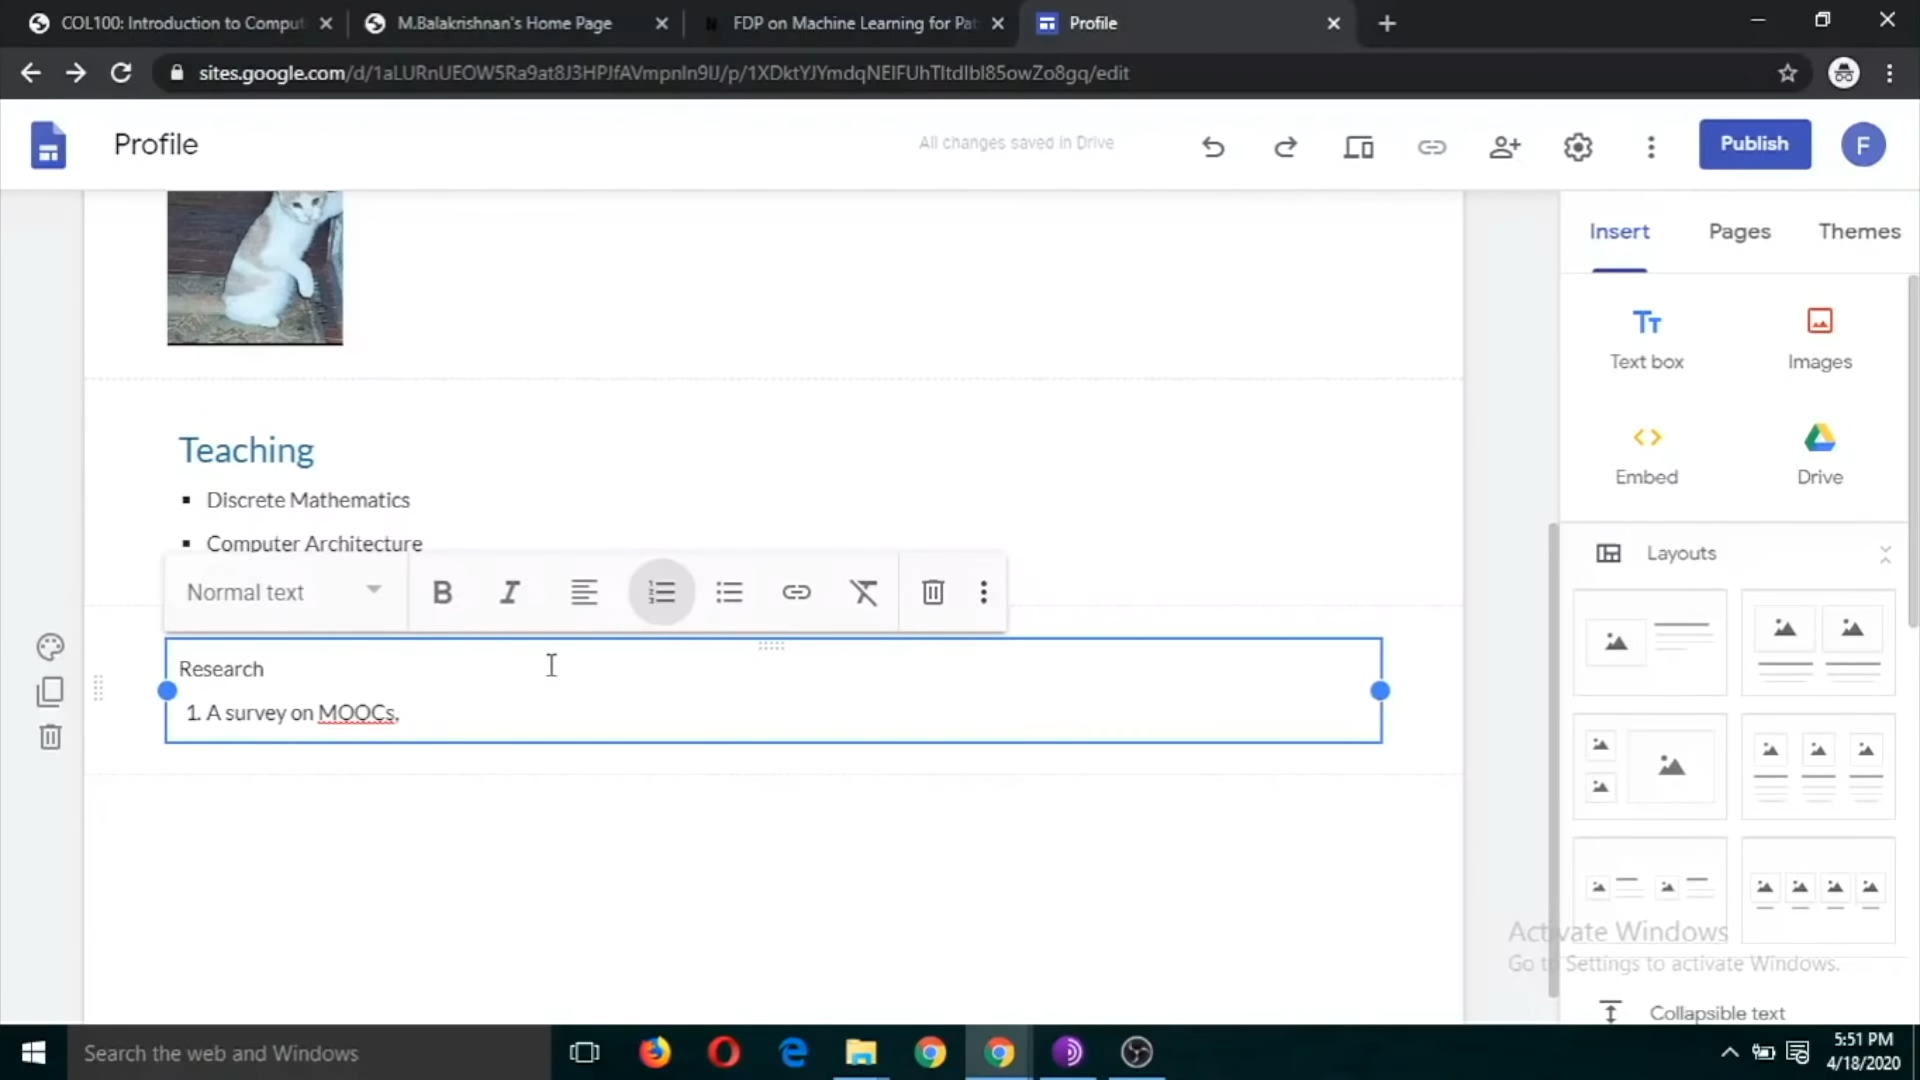 COL100: Introduction to Comput
M.Balakrishnan's Home Page
FDP on Machine Learning for Pat
Profile
sites.google.com/d/1aLURnUEOW5Ra9at8J3HPJfAVmpnIn9IJ/p/1XDktYJYmdqNEIFUhTltdIbl85owZo8gq/edit
Profile
All changes saved in Drive
Publish
F
Insert
Pages
Themes
Text box
Images
Embed
Drive
Layouts
Teaching
Discrete Mathematics
Computer Architecture
Normal text
B
I
Research
1. A survey on MOOCs,
Activate Windows
Go to Settings to activate Windows.
Collapsible text
Search the web and Windows
5:51 PM
4/18/2020